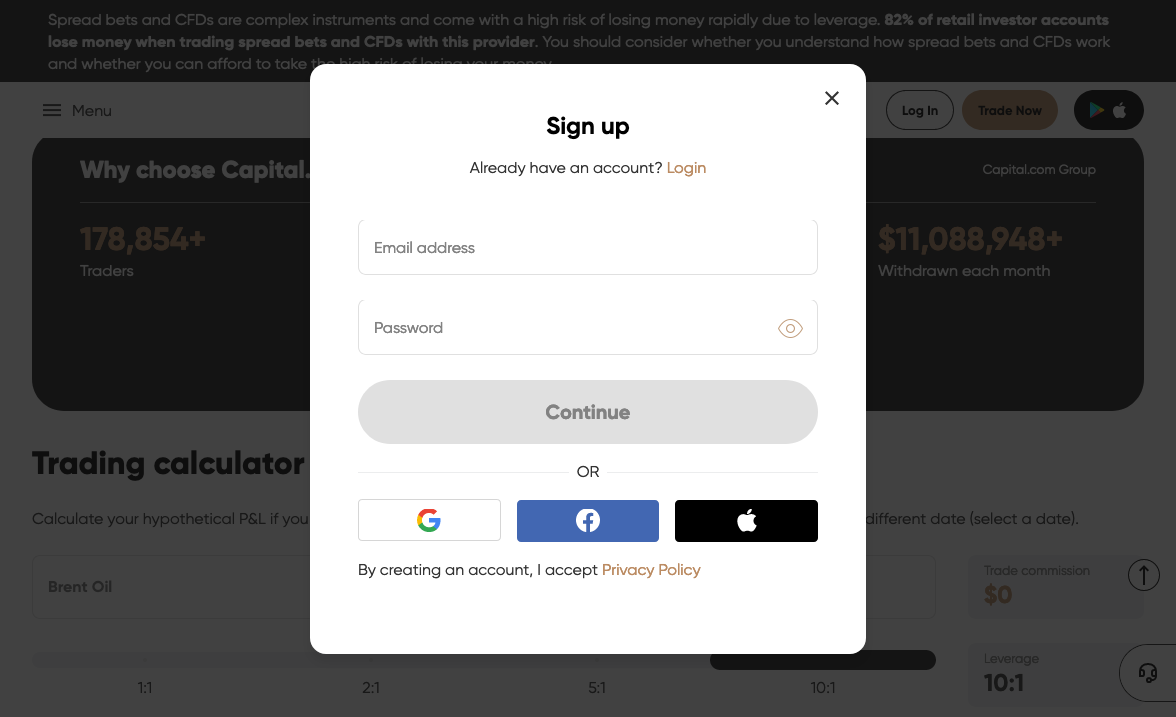 Spread bets and CFDs are complex instruments and come with a high risk of losing money rapidly due to leverage. 82% of retail investor accounts
lose money when trading spread bets and CFDs with this provider. You should consider whether you understand how spread bets and CFDs work
and whether you can afford to take the high risk of losing your money.
Menu
Log In
Trade Now
Sign up
Already have an account? Login
Why choose Capital.
Capital.com Group
178,854+
Traders
$11,088,948+
Withdrawn each month
Email address
Password
Continue
OR
By creating an account, I accept Privacy Policy
Trading calculator
Calculate your hypothetical P&L if you
different date (select a date).
Brent Oil
Trade commission
$0
1:1
2:1
5:1
10:1
Leverage
10:1